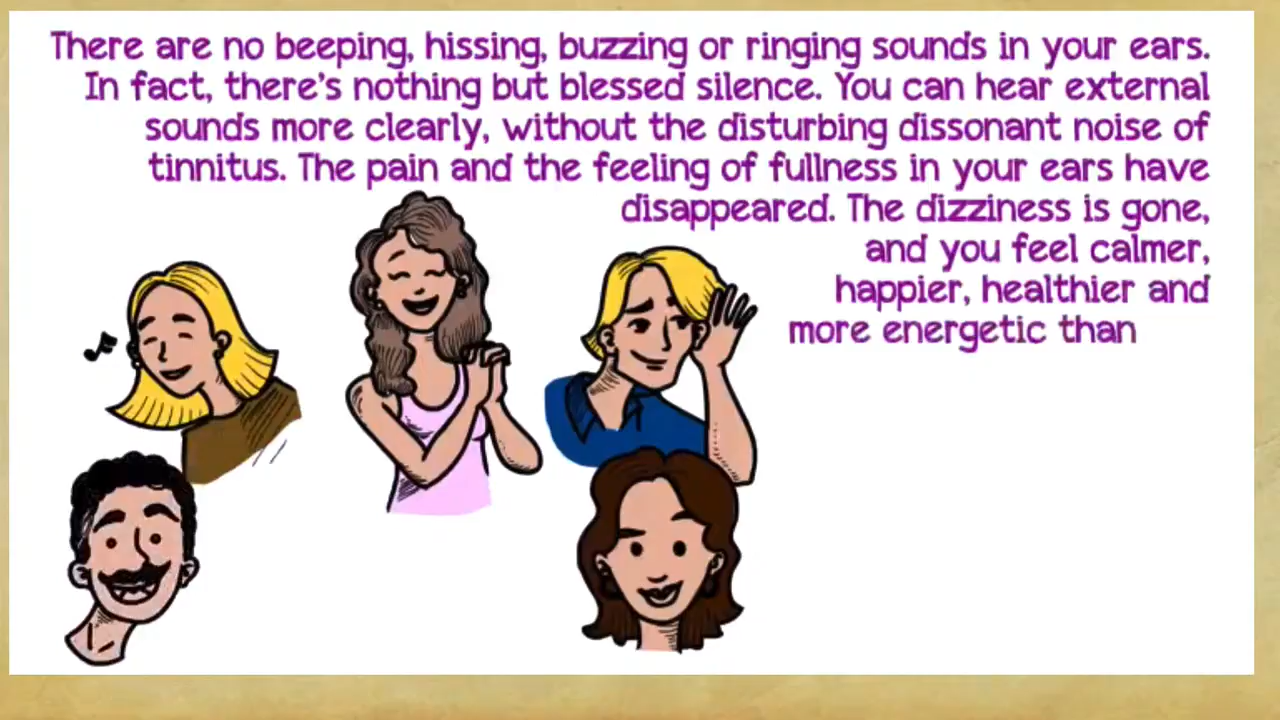 There are no beeping, hissing, buzzing or ringing sounds in your ears.
In fact, there's nothing but blessed silence. You can hear external
sounds more clearly, without the disturbing dissonant noise of
tinnitus. The pain and the feeling of fullness in your ears have
disappeared. The dizziness is gone,
and you feel calmer,
happier, healthier and
more energetic than